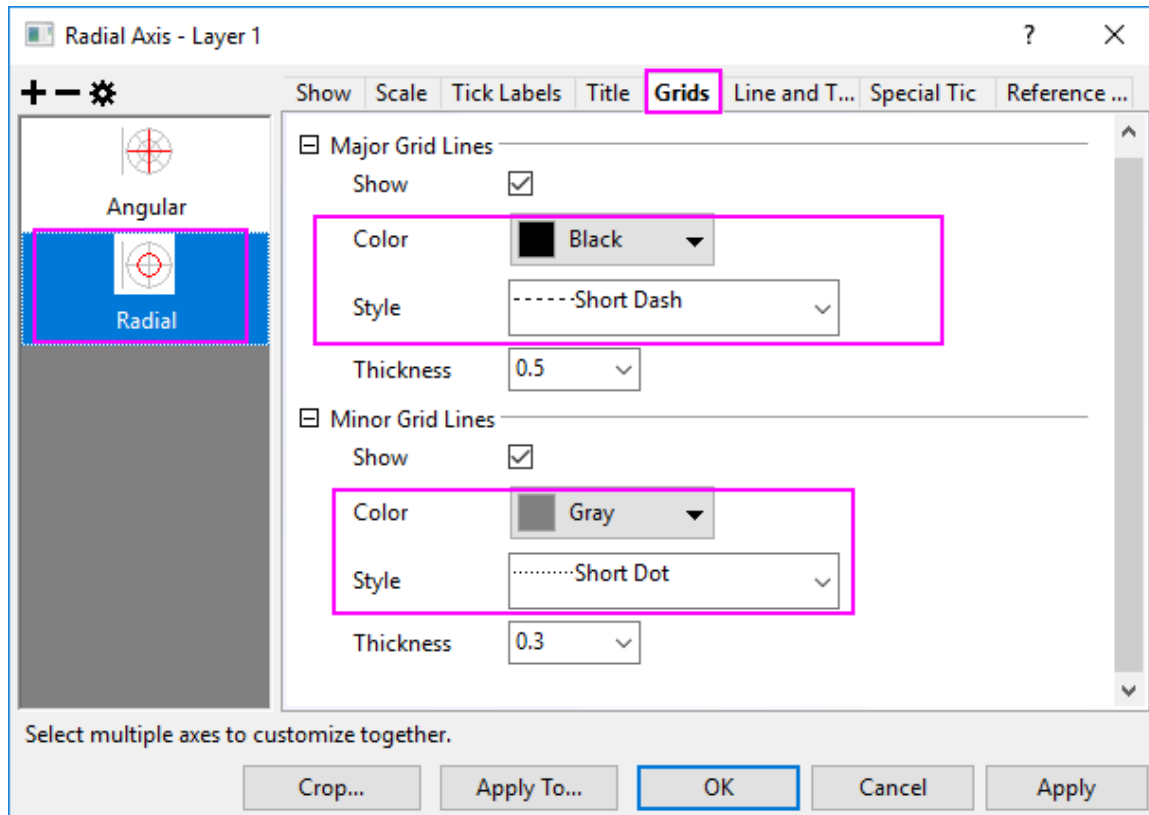 Radial Axis - Layer 1 ?
Show Scale Tick Labels Title Grids Line and T... Special Tic Reference ...
Angular
Radial
Major Grid Lines
Show
Color Black
Style Short Dash
Thickness 0.5
Minor Grid Lines
Show
Color Gray
Style Short Dot
Thickness 0.3
Select multiple axes to customize together.
Crop... Apply To... OK Cancel Apply